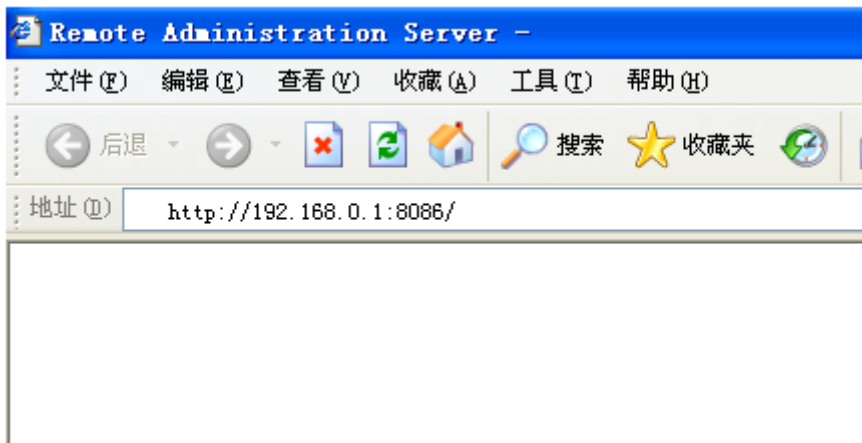 Remote Administration Server -
文件(F) 编辑(E) 查看(V) 收藏(A) 工具(T) 帮助(H)
后退 搜索 收藏夹
地址(D) http://192.168.0.1:8086/